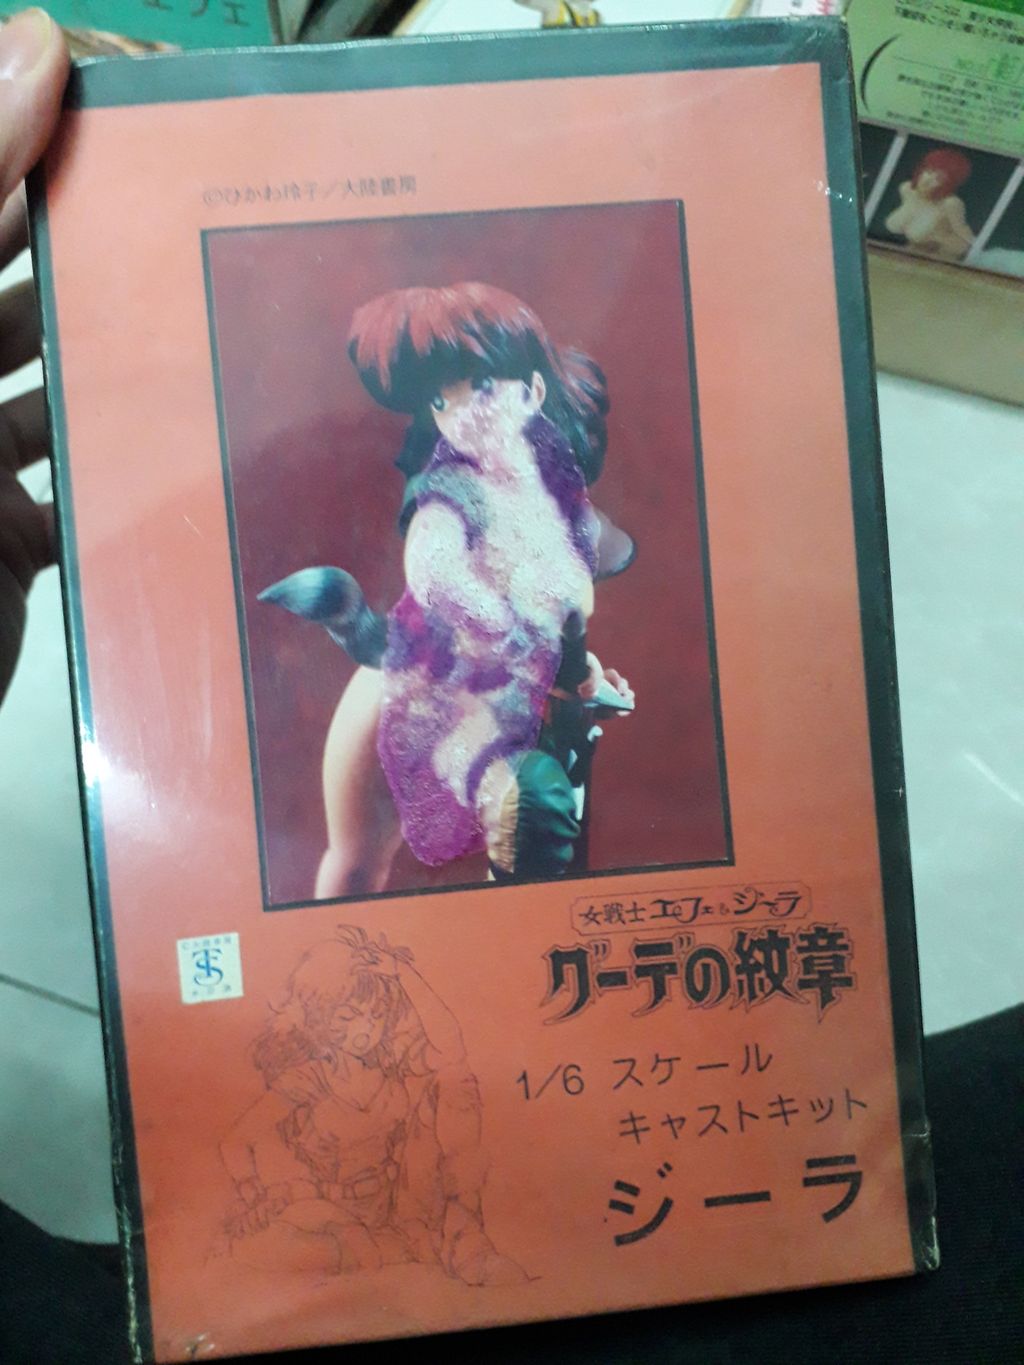 ©ひかわ玲子／大陸書房
女戦士エフェ&ジーラ
グーデの紋章
1/6 スケール
キャストキット
ジーラ